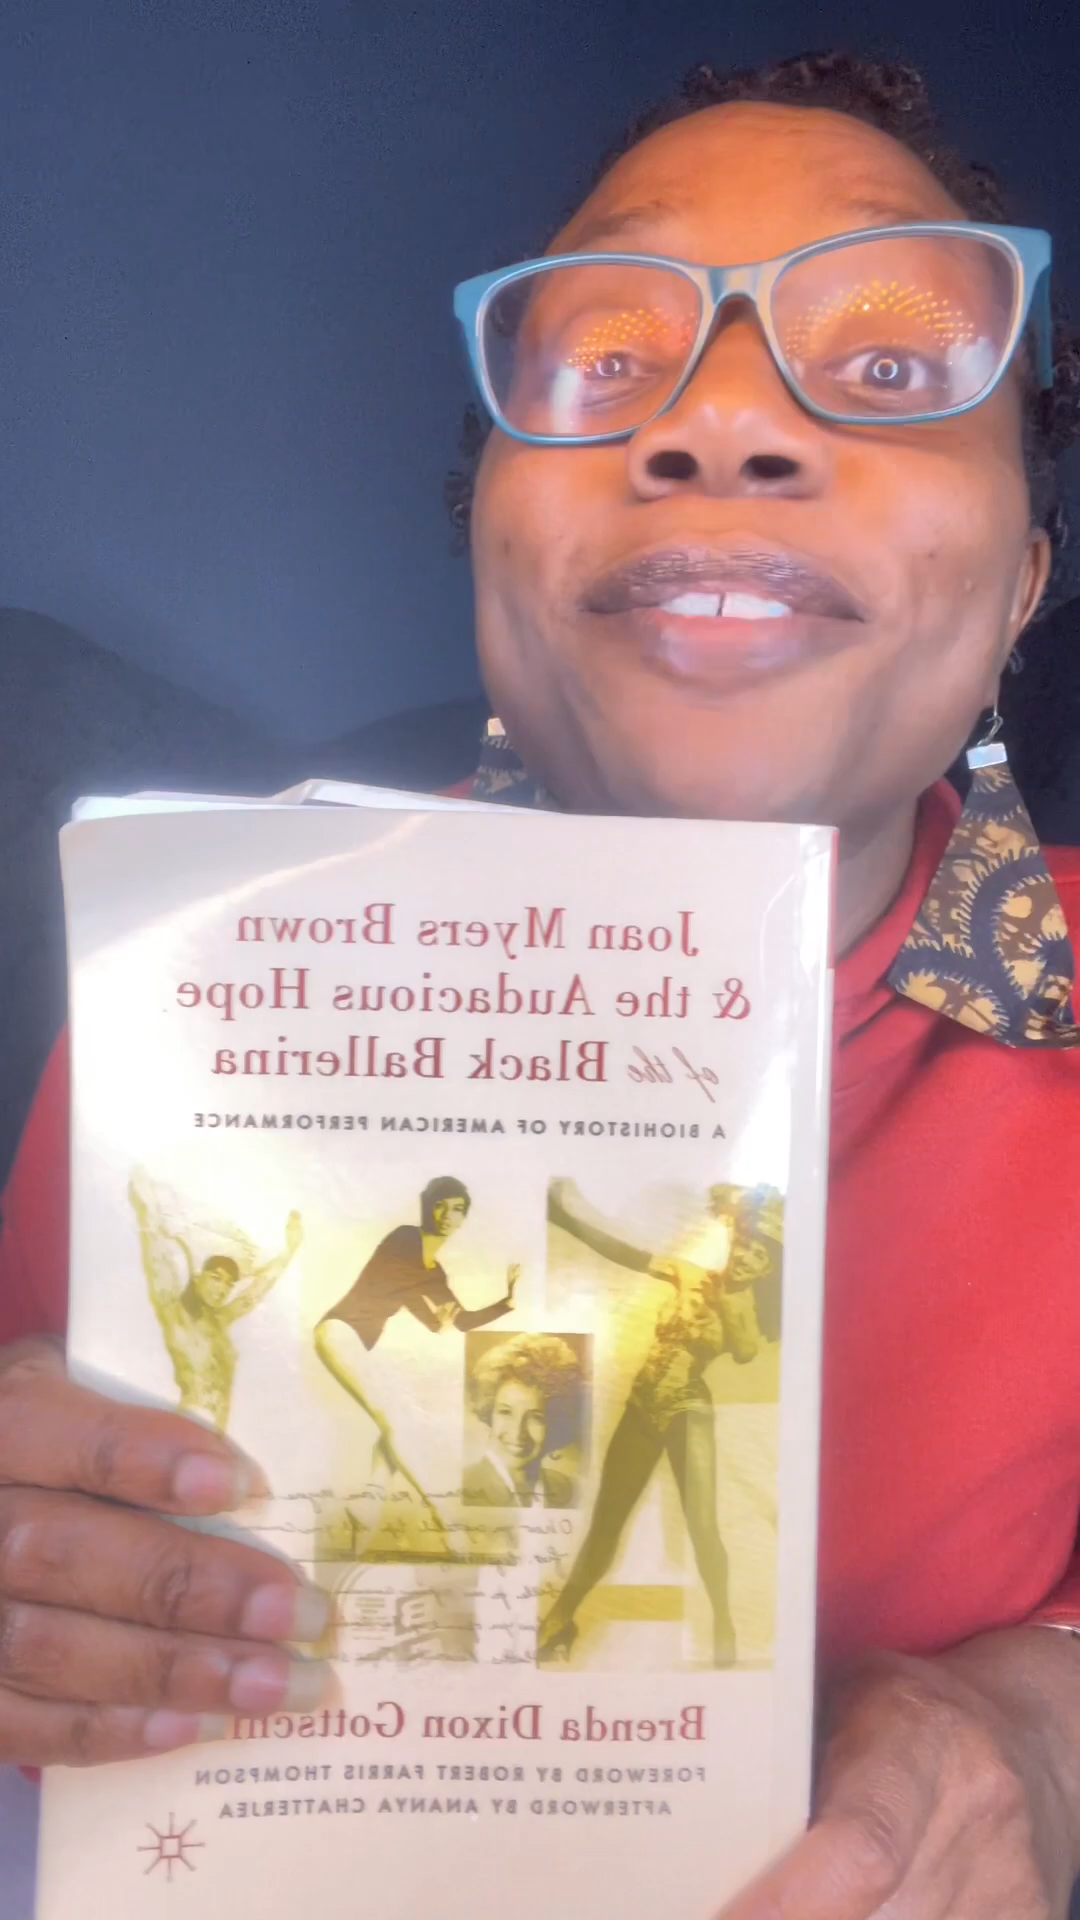 Joan Myers Brown
& the Audacious Hope
of the Black Ballerina
A BIOHISTORY OF AMERICAN PERFORMANCE
Brenda Dixon
FOREWORD BY ROBERT FARRIS THOMPSON
AFTERWORD BY ANANYA CHATTERJEA